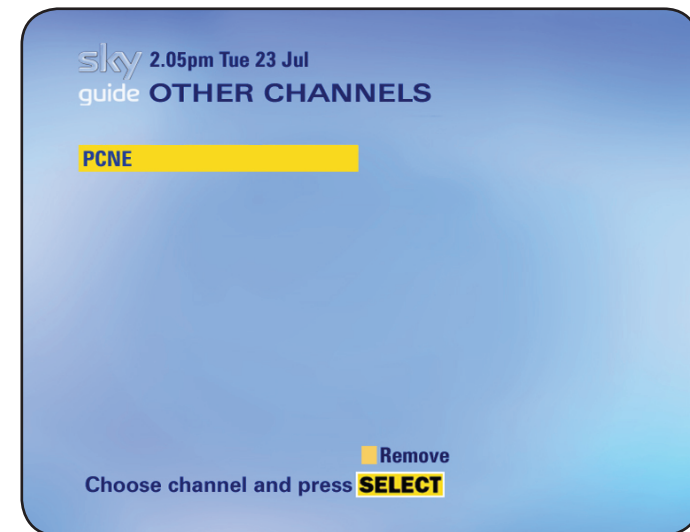 sky 2.05pm Tue 23 Jul
guide OTHER CHANNELS
PCNE
Remove
Choose channel and press SELECT